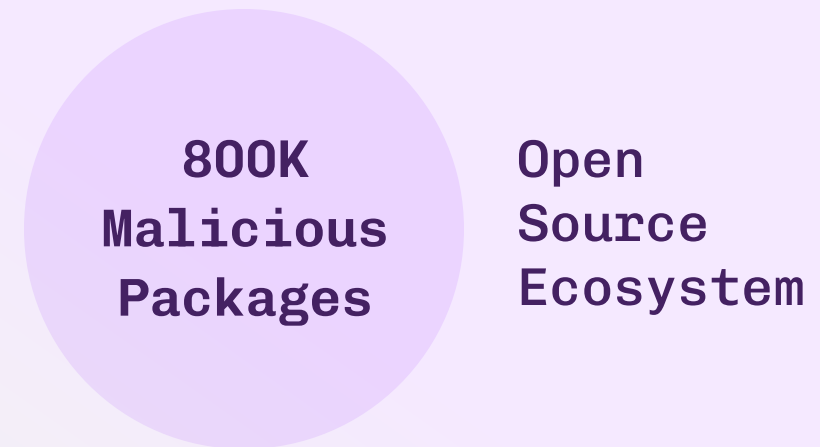 800K
Malicious
Packages
Open
Source
Ecosystem